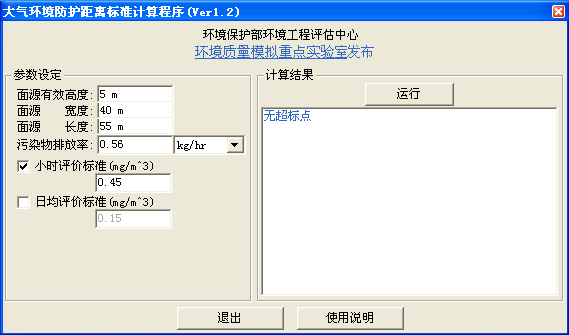 大气环境防护距离标准计算程序(Ver1.2)
环境保护部环境工程评估中心
环境质量模拟重点实验室发布
参数设定
面源有效高度: 5 m
面源 宽度: 40 m
面源 长度: 55 m
污染物排放率: 0.56 kg/hr
小时评价标准(mg/m^3)
0.45
日均评价标准(mg/m^3)
0.15
计算结果
运行
无超标点
退出 使用说明